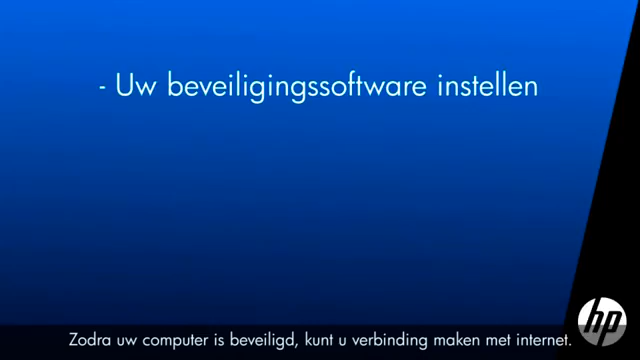 - Uw beveiligingssoftware instellen
hp
Zodra uw computer is beveiligd, kunt u verbinding maken met internet.